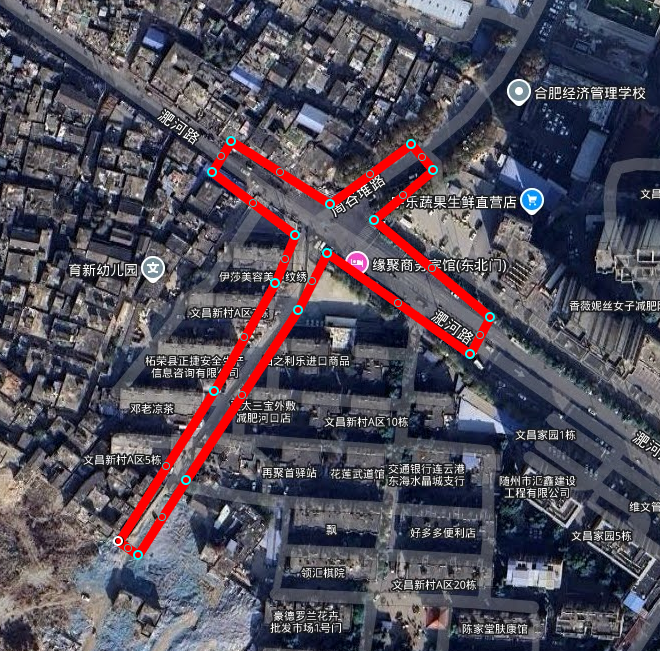 合肥经济管理学校
淝河路
周谷堆路
乐蔬果生鲜直营店
文昌
育新幼儿园
缘聚商务宾馆(东北门)
伊莎美容美 纹绣
香薇妮丝女子减肥
文昌新村A区
淝河路
柘荣县正捷安全生产
信息咨询有限公司
之利乐进口商品
邓老凉茶
太三宝外敷
减肥河口店
文昌新村A区10栋
文昌家园1栋
淝河
文昌新村A区5栋
再聚首驿站
花莲武道馆
交通银行连云港
东海水晶城支行
随州市汇鑫建设
工程有限公司
维文管
飘
好多多便利店
文昌家园5栋
领汇棋院
文昌新村A区20栋
豪德罗兰花卉
批发市场1号门
陈家堂肤康馆